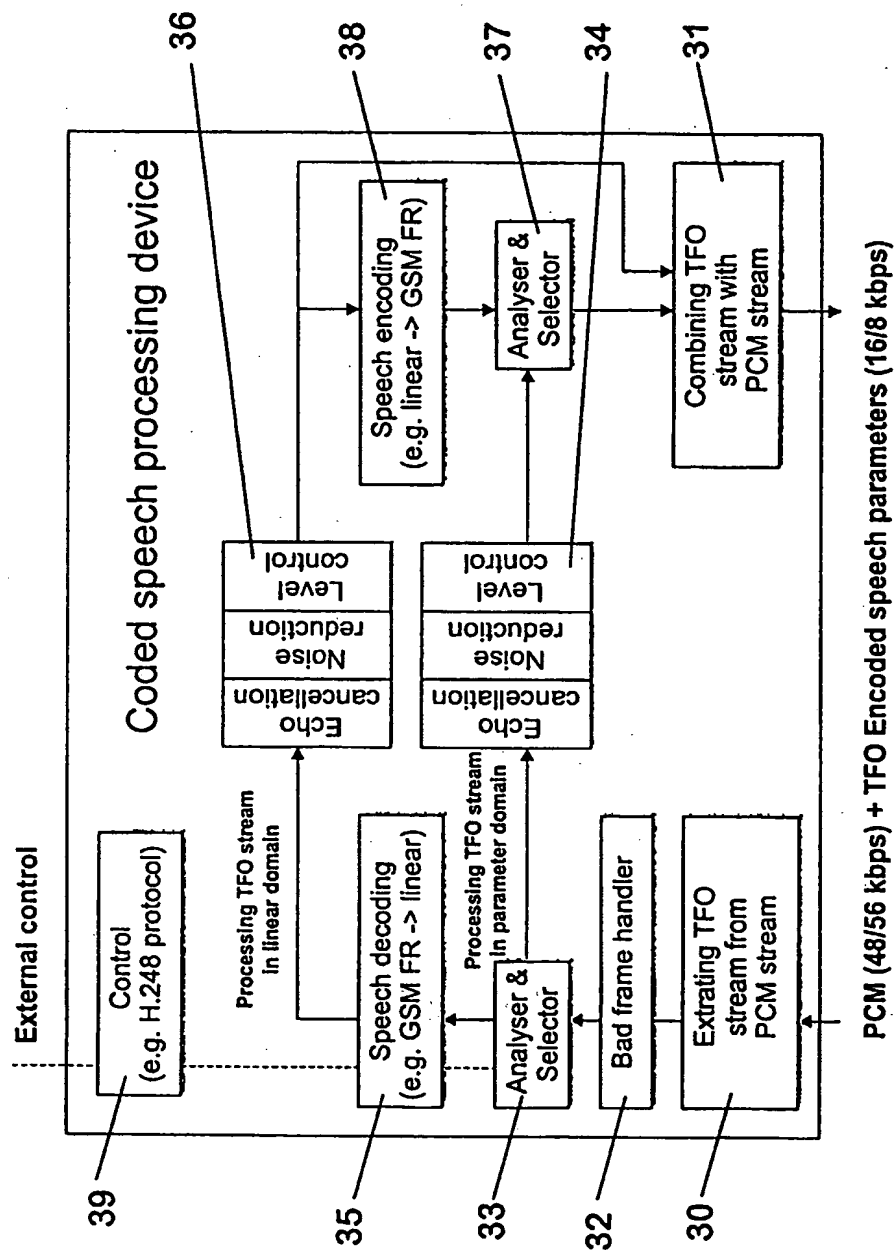 External control
Coded speech processing device
39
Control
(e.g. H.248 protocol)
Processing TFO stream
in linear domain
Echo
cancellation
Noise
reduction
Level
control
36
35
Speech decoding
(e.g. GSM FR -> linear)
Speech encoding
(e.g. linear -> GSM FR)
38
33
Analyser &
Selector
Processing TFO stream
in parameter domain
Echo
cancellation
Noise
reduction
Level
control
34
Analyser &
Selector
37
32
Bad frame handler
30
Extrating TFO
stream from
PCM stream
Combining TFO
stream with
PCM stream
31
PCM (48/56 kbps) + TFO Encoded speech parameters (16/8 kbps)